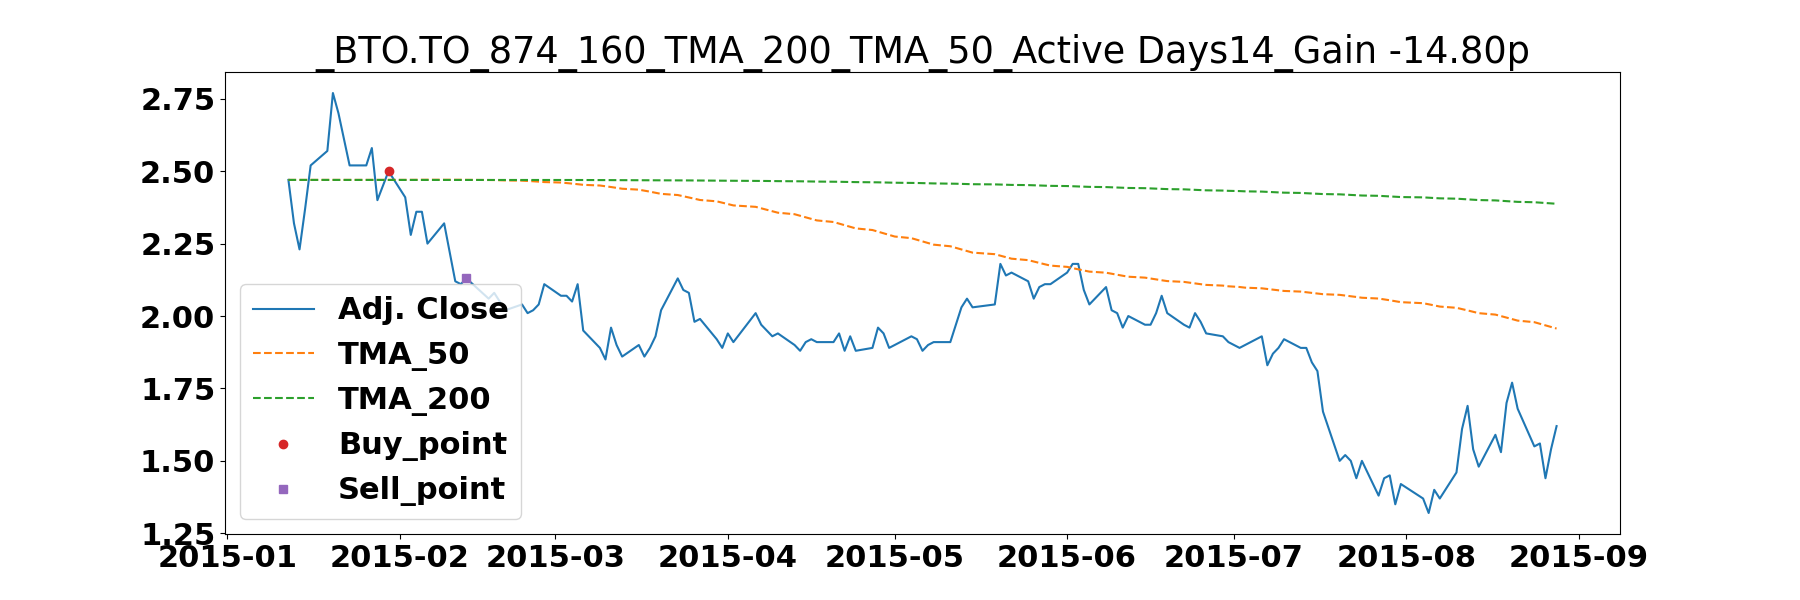 _BTO.TO_874_160_TMA_200_TMA_50_Active Days14_Gain -14.80p
2.75
2.50
2.25
2.00
1.75
1.50
1.25
Adj. Close
TMA_50
TMA_200
Buy_point
Sell_point
2015-01 2015-02 2015-03 2015-04 2015-05 2015-06 2015-07 2015-08 2015-09